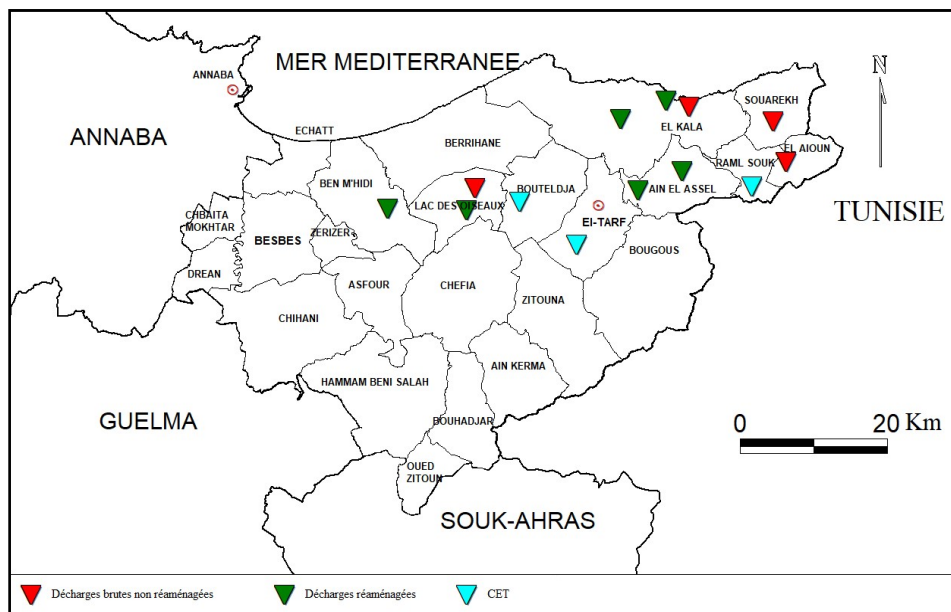 MER MEDITERRANEE
ANNABA
N
SOUAREKH
ANNABA
ECHATT
EL KALA
BERRIHANE
EL AIOUN
RAML SOUK
BEN M'HIDI
BOUTELDJA
AIN EL ASSEL
LAC DES OISEAUX
TUNISIE
CHBAITA
MOKHTAR
El-TARF
ZERIZER
BESBES
BOUGOUS
DREAN
ASFOUR
CHEFIA
ZITOUNA
CHIHANI
AIN KERMA
HAMMAM BENI SALAH
GUELMA
BOUHADJAR
0 20 Km
OUED
ZITOUN
SOUK-AHRAS
Décharges brutes non réaménagées
Décharges réaménagées
CET